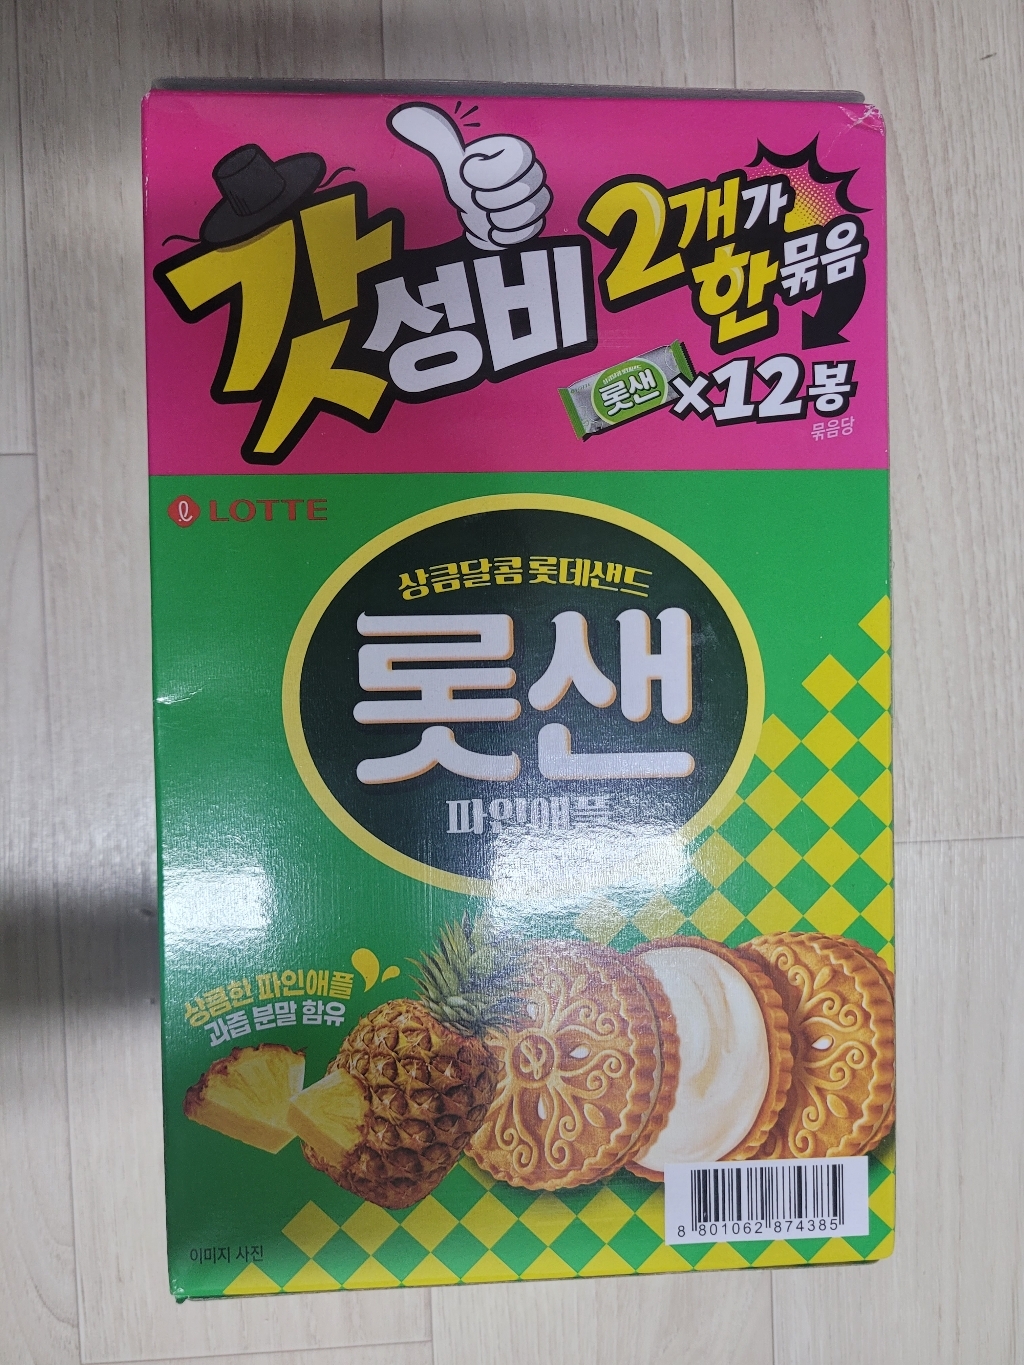 갓성비
2개가
한묶음
롯샌 ×12봉
묶음당
LOTTE
상큼달콤 롯데샌드
롯샌
파인애플
상큼한 파인애플
과즙 분말 함유
8 801062 874385
이미지 사진